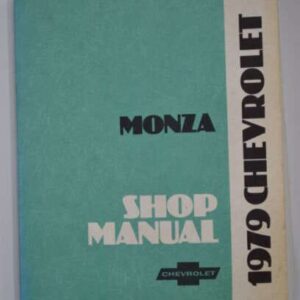 MONZA
SHOP
MANUAL
CHEVROLET
1979 CHEVROLET